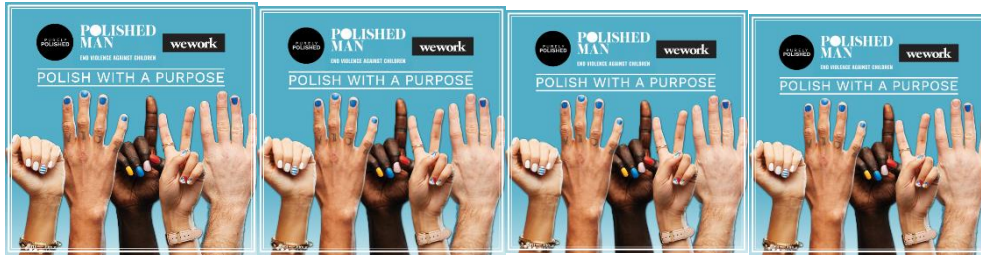 PURELY
POLISHED
POLISHED
MAN
END VIOLENCE AGAINST CHILDREN
wework
POLISH WITH A PURPOSE
PURELY
POLISHED
POLISHED
MAN
END VIOLENCE AGAINST CHILDREN
wework
POLISH WITH A PURPOSE
PURELY
POLISHED
POLISHED
MAN
END VIOLENCE AGAINST CHILDREN
wework
POLISH WITH A PURPOSE
PURELY
POLISHED
POLISHED
MAN
END VIOLENCE AGAINST CHILDREN
wework
POLISH WITH A PURPOSE